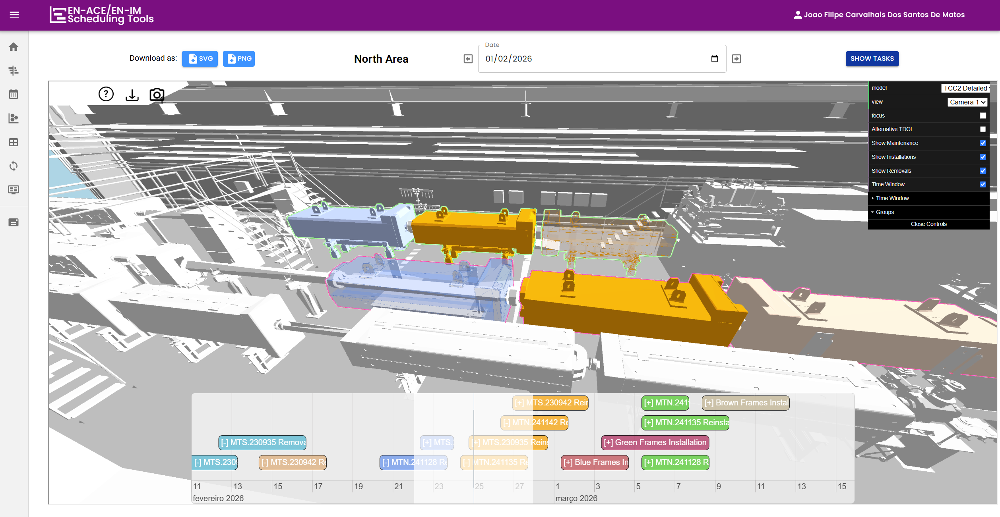 EN-ACE/EN-IM
Scheduling Tools
Joao Filipe Carvalhais Dos Santos De Matos
Download as:
SVG
PNG
North Area
Date
01/02/2026
SHOW TASKS
model
TCC2 Detailed
view
Camera 1
focus
Alternative TDOI
Show Maintenance
Show Installations
Show Removals
Time Window
Time Window
Groups
Close Controls
?
1
[+] MTS.230942 Rein
[+] MTN.241
[+] Brown Frames Instal
[-] MTN.241142 Re
[+] MTN.241135 Reinsta
[-] MTS.230935 Remova
[+] MTS.
[+] MTS.230935 Reins
[+] Green Frames Installation
[-] MTS.230
[-] MTS.230942 Re
[-] MTN.241128 Re
[-] MTN.241135 Re
[+] Blue Frames In
[+] MTN.241128 R
11 13 15 17 19 21 23 25 27 1 3 5 7 9 11 13 15
fevereiro 2026 março 2026